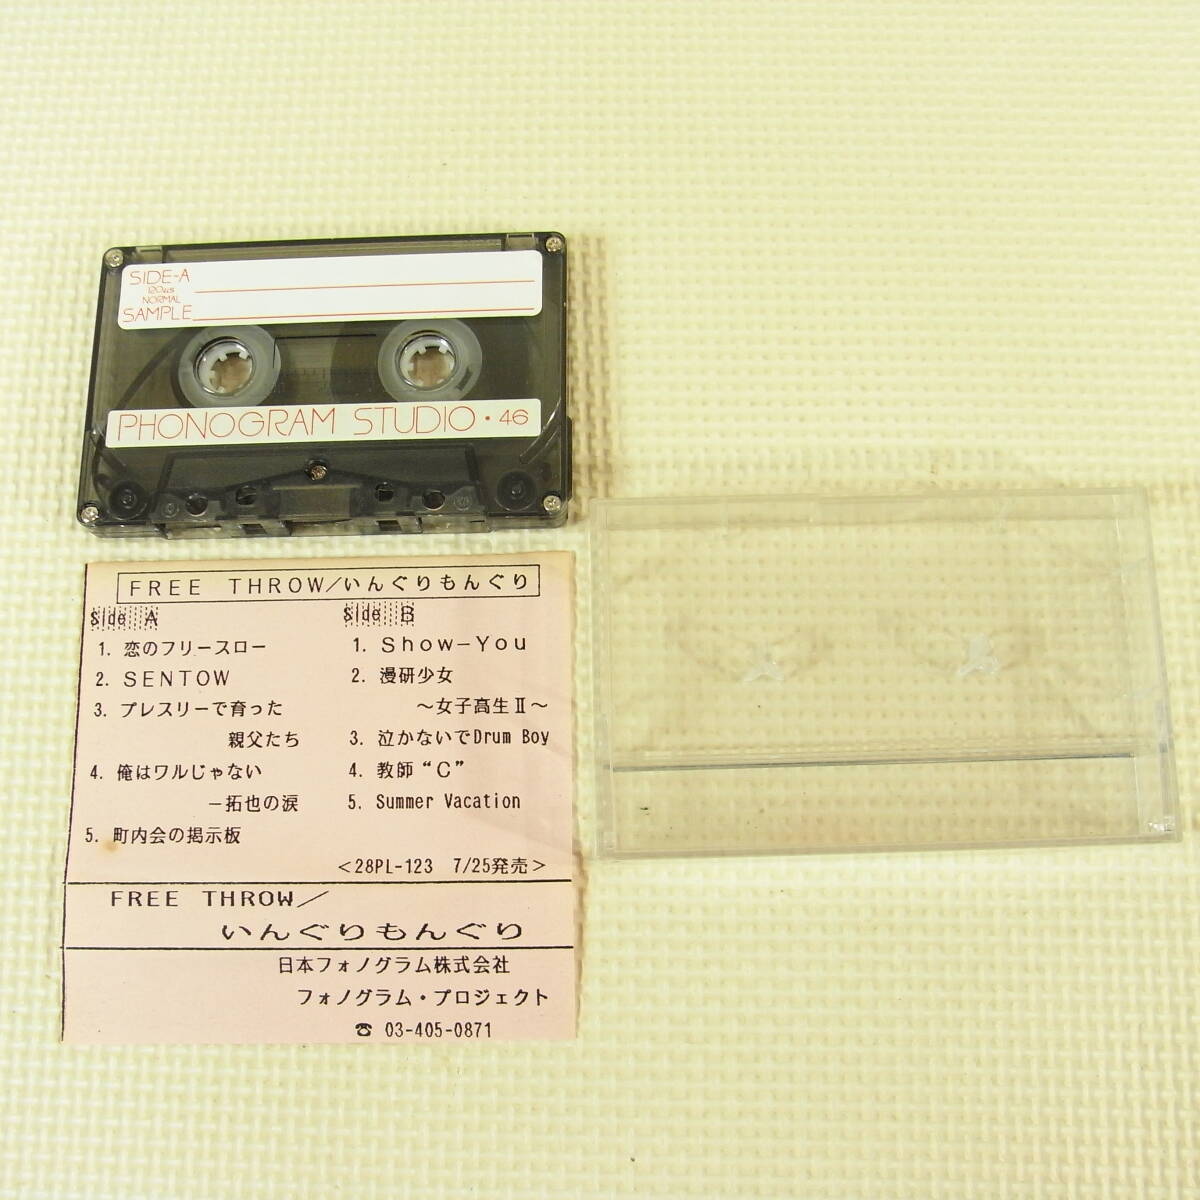 SIDE-A
120μs
NORMAL
SAMPLE
PHONOGRAM STUDIO・46
FREE THROW/いんぐりもんぐり
Side A
1. 恋のフリースロー
2. SENTOW
3. プレスリーで育った
親父たち
4. 俺はワルじゃない
―拓也の涙
5. 町内会の掲示板
Side B
1. Show-You
2. 漫研少女
～女子高生Ⅱ～
3. 泣かないでDrum Boy
4. 教師“C”
5. Summer Vacation
<28PL-123 7/25発売>
FREE THROW/
いんぐりもんぐり
日本フォノグラム株式会社
フォノグラム・プロジェクト
☎ 03-405-0871